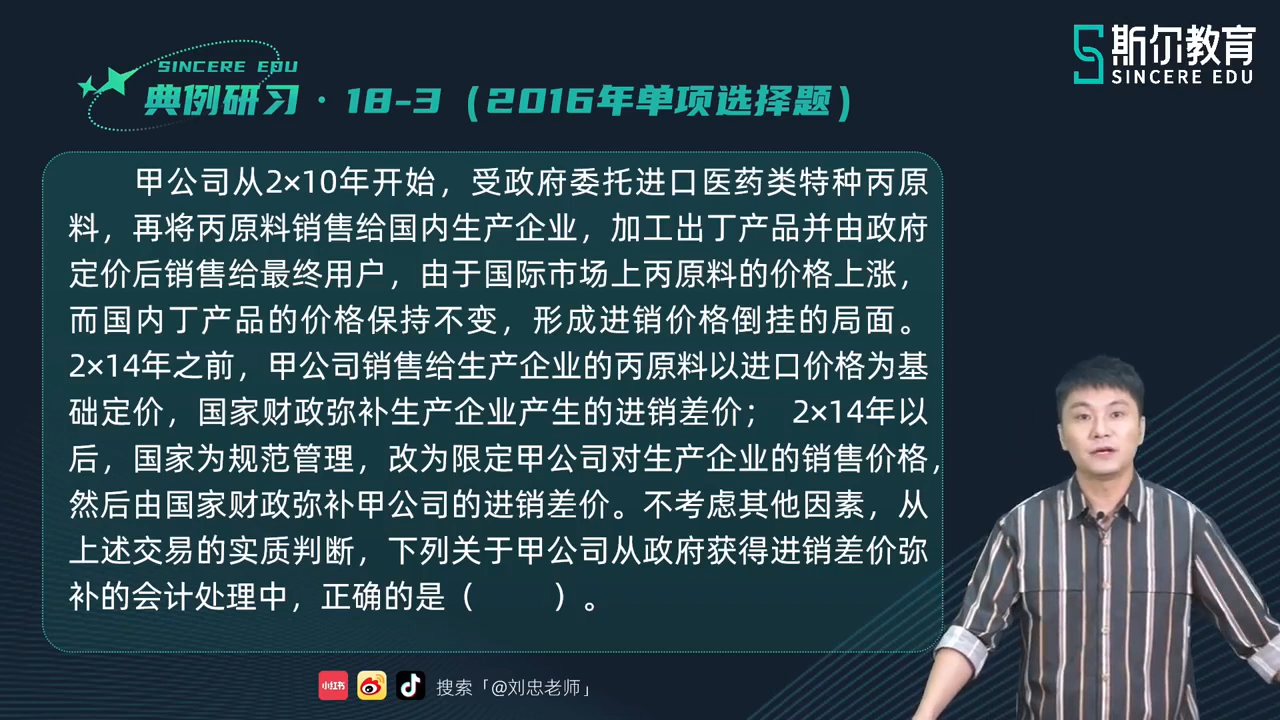 斯尔教育
SINCERE EDU
SINCERE EDU
典例研习·18-3（2016年单项选择题）
甲公司从2×10年开始，受政府委托进口医药类特种丙原
料，再将丙原料销售给国内生产企业，加工出丁产品并由政府
定价后销售给最终用户，由于国际市场上丙原料的价格上涨，
而国内丁产品的价格保持不变，形成进销价格倒挂的局面。
2×14年之前，甲公司销售给生产企业的丙原料以进口价格为基
础定价，国家财政弥补生产企业产生的进销差价； 2×14年以
后，国家为规范管理，改为限定甲公司对生产企业的销售价格，
然后由国家财政弥补甲公司的进销差价。不考虑其他因素，从
上述交易的实质判断，下列关于甲公司从政府获得进销差价弥
补的会计处理中，正确的是（ ）。
小红书
搜索「@刘忠老师」